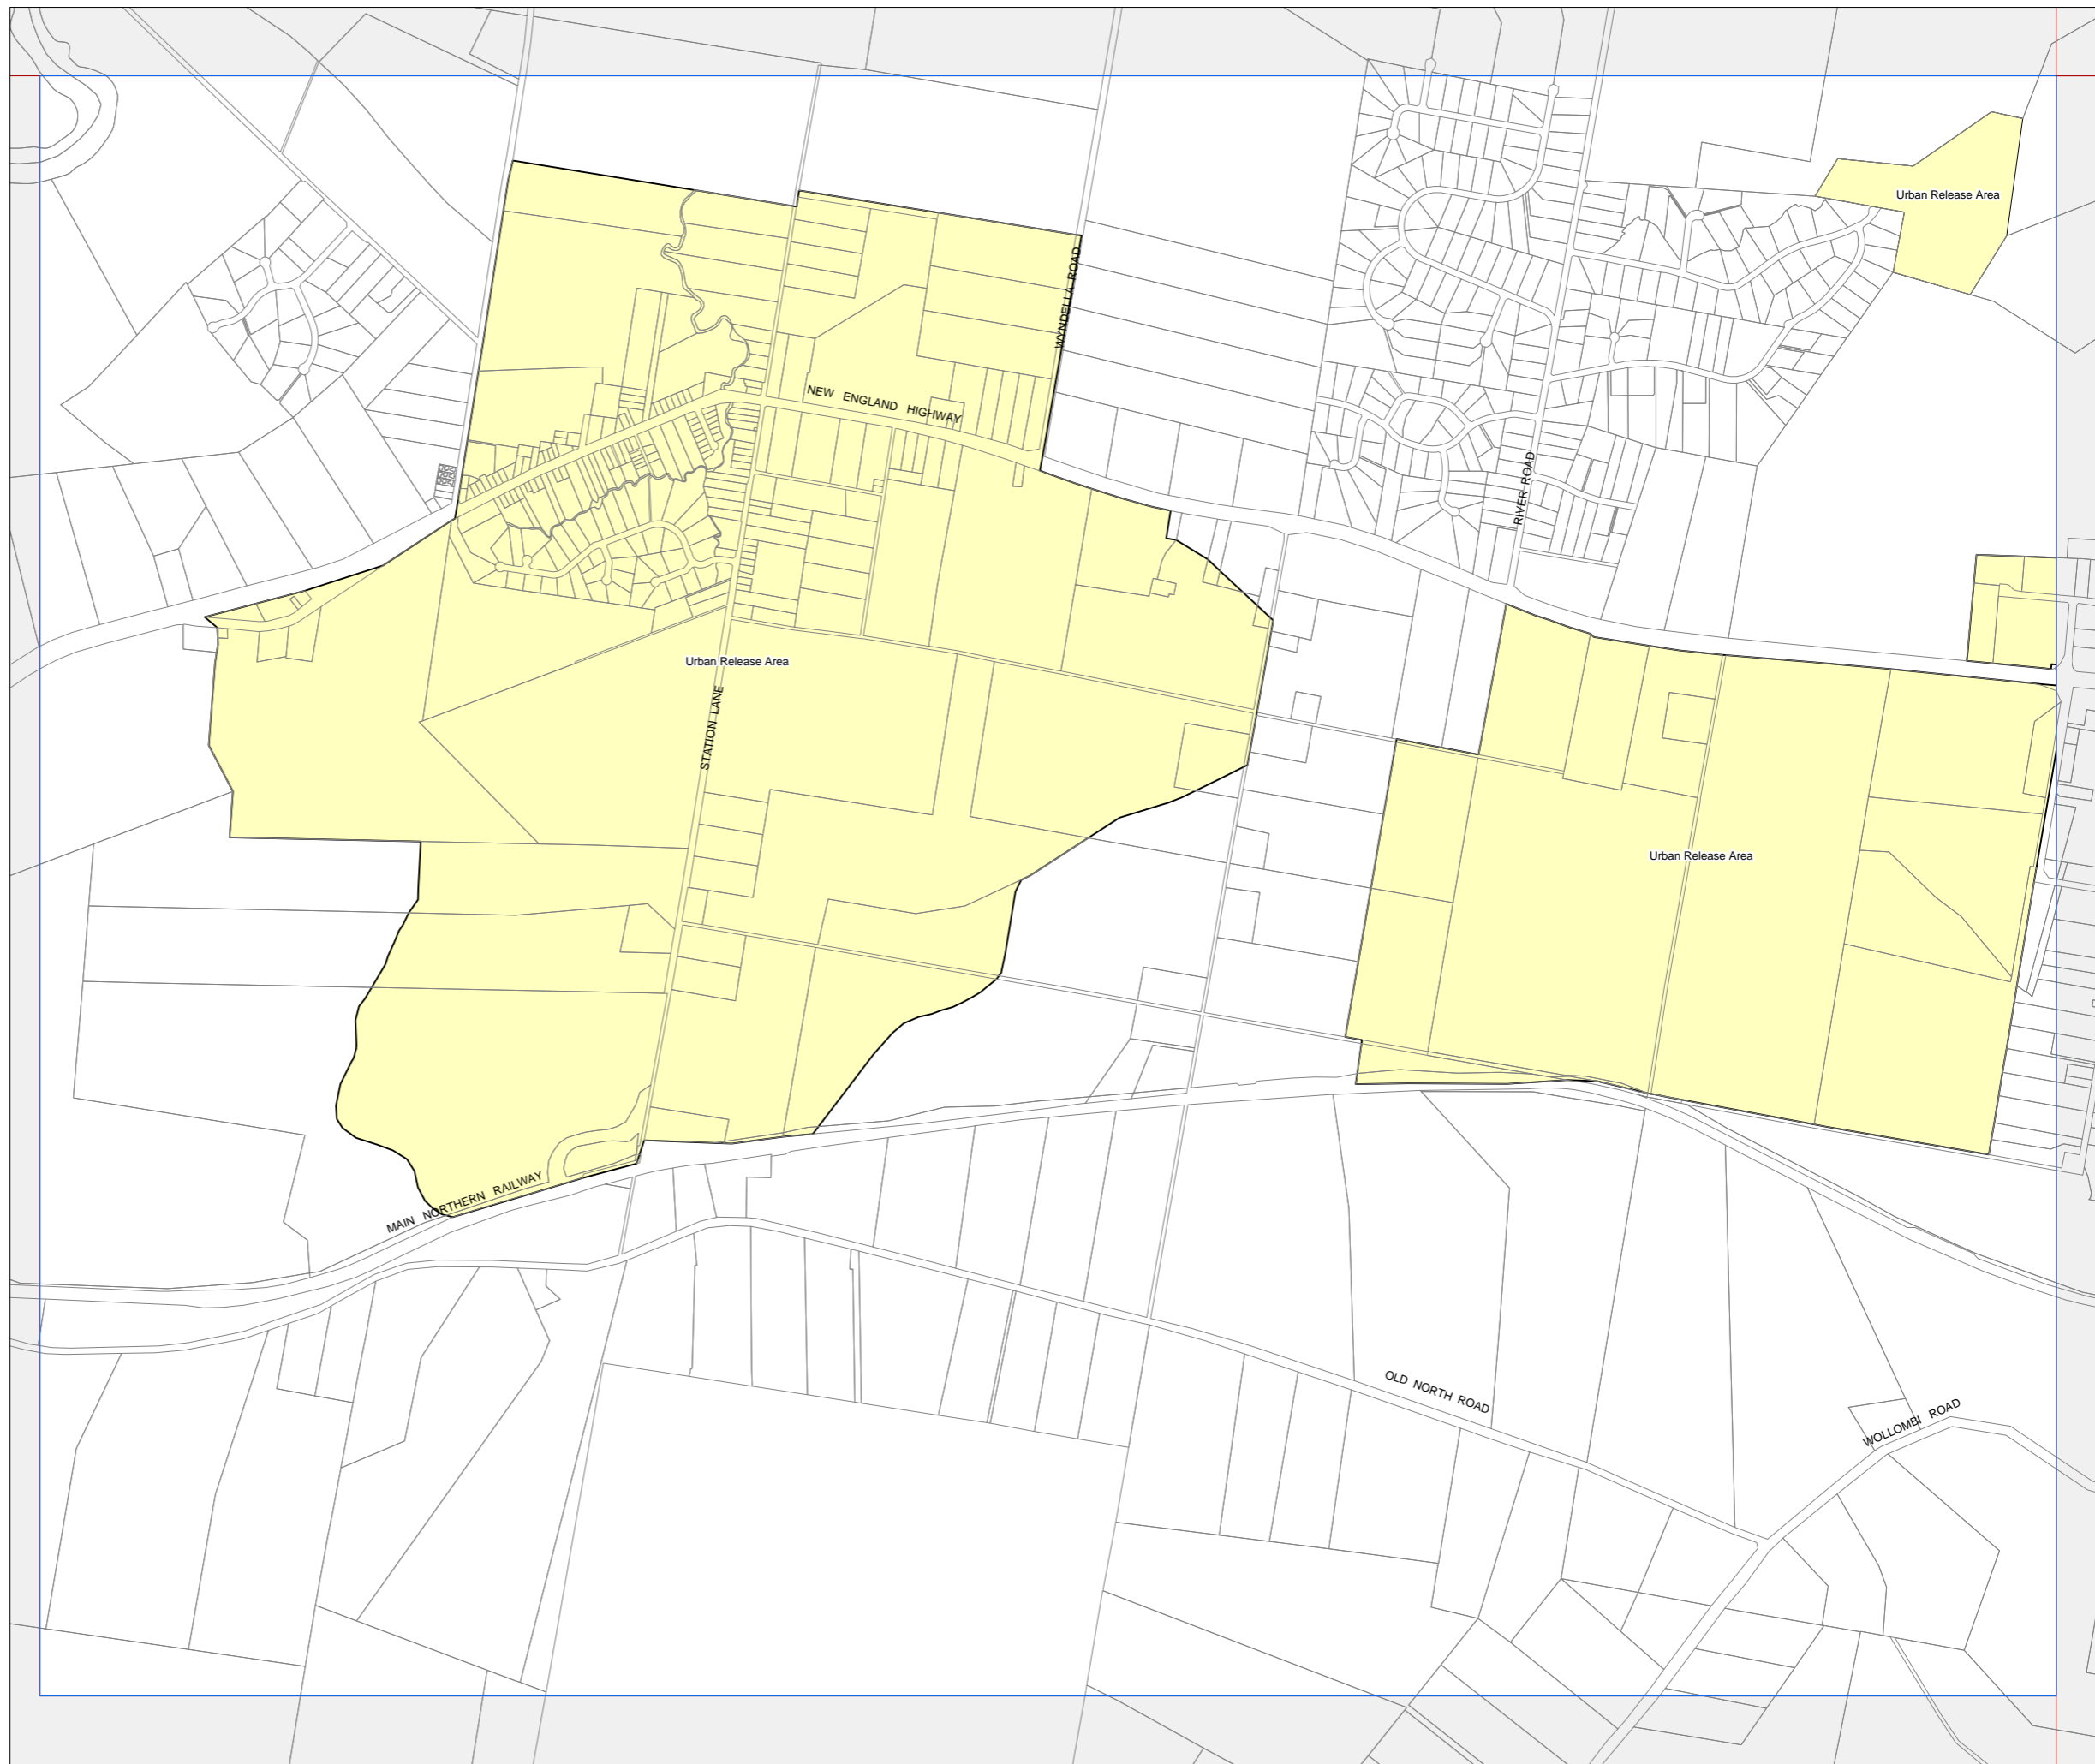 Urban Release Area
WYNDELLA ROAD
NEW ENGLAND HIGHWAY
RIVER ROAD
Urban Release Area
STATION LANE
Urban Release Area
MAIN NORTHERN RAILWAY
OLD NORTH ROAD
WOLLOMBI ROAD